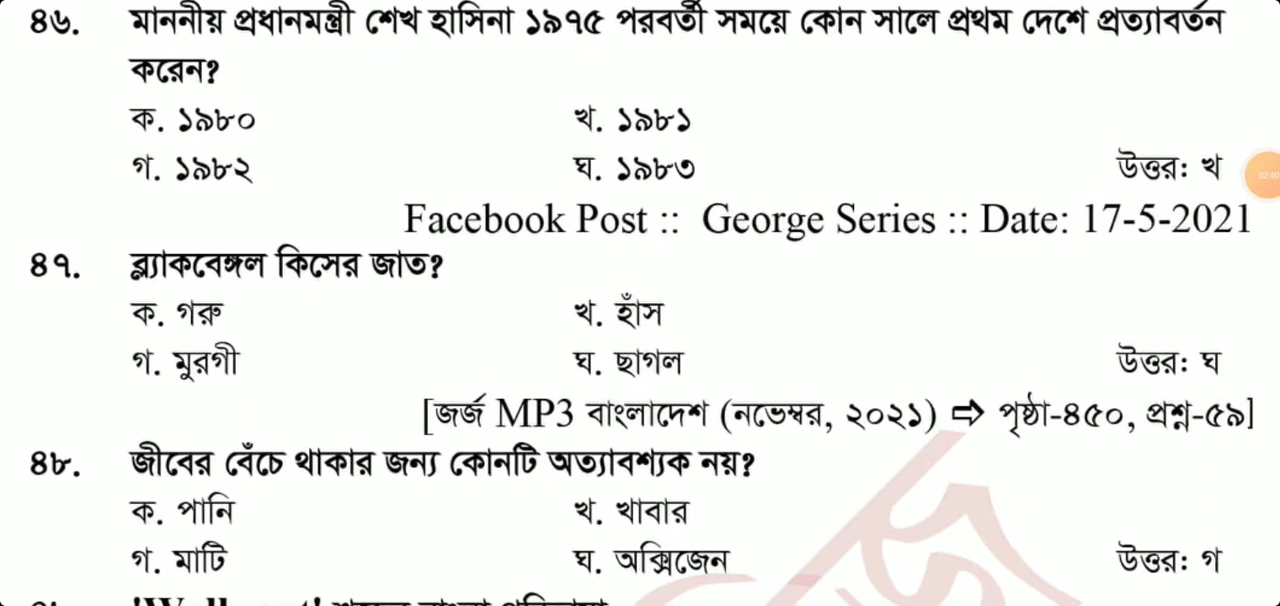 ৪৬. মাননীয় প্রধানমন্ত্রী শেখ হাসিনা ১৯৭৫ পরবর্তী সময়ে কোন সালে প্রথম দেশে প্রত্যাবর্তন
করেন?
ক. ১৯৮০ খ. ১৯৮১
গ. ১৯৮২ ঘ. ১৯৮৩ উত্তর: খ
02:40
Facebook Post :: George Series :: Date: 17-5-2021
৪৭. ব্ল্যাকবেঙ্গল কিসের জাত?
ক. গরু খ. হাঁস
গ. মুরগী ঘ. ছাগল উত্তর: ঘ
[জর্জ MP3 বাংলাদেশ (নভেম্বর, ২০২১) ⇨ পৃষ্ঠা-৪৫০, প্রশ্ন-৫৯]
৪৮. জীবের বেঁচে থাকার জন্য কোনটি অত্যাবশ্যক নয়?
ক. পানি খ. খাবার
গ. মাটি ঘ. অক্সিজেন উত্তর: গ